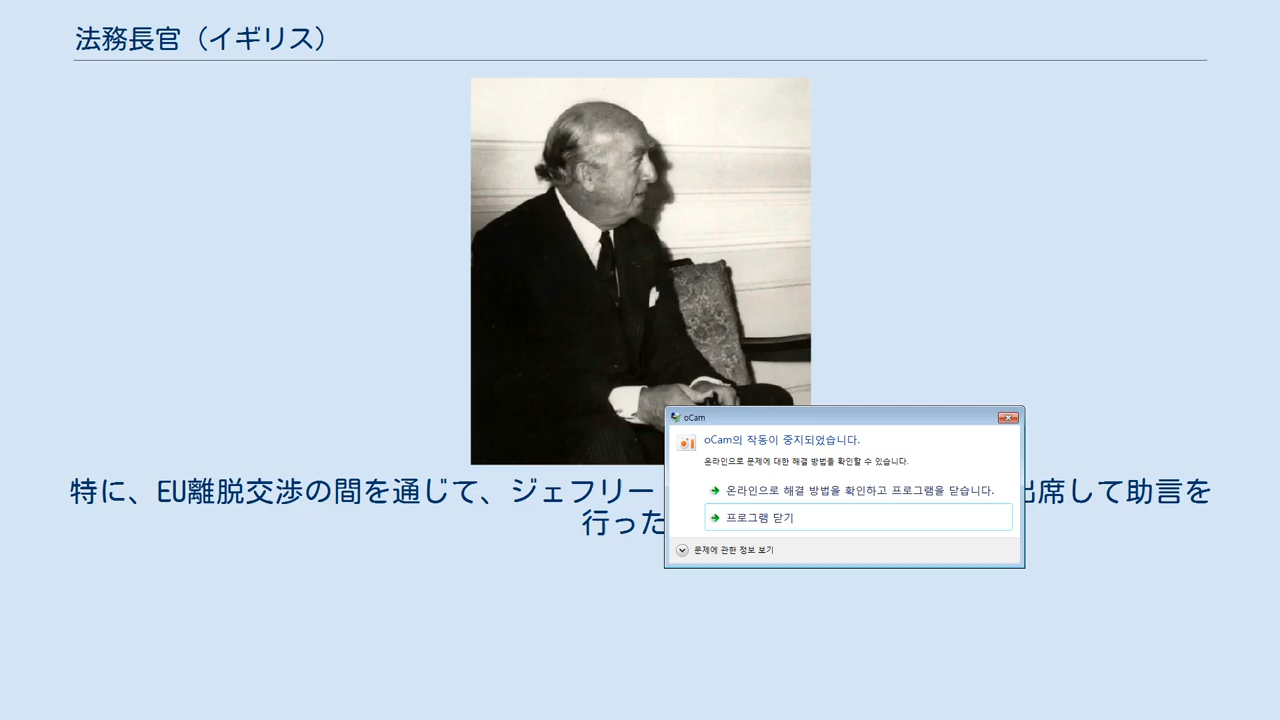 法務長官（イギリス）
oCam
oCam의 작동이 중지되었습니다.
온라인으로 문제에 대한 해결 방법을 확인할 수 있습니다.
온라인으로 해결 방법을 확인하고 프로그램을 닫습니다.
프로그램 닫기
문제에 관한 정보 보기
特に、EU離脱交渉の間を通じて、ジェフリー 出席して助言を
行った